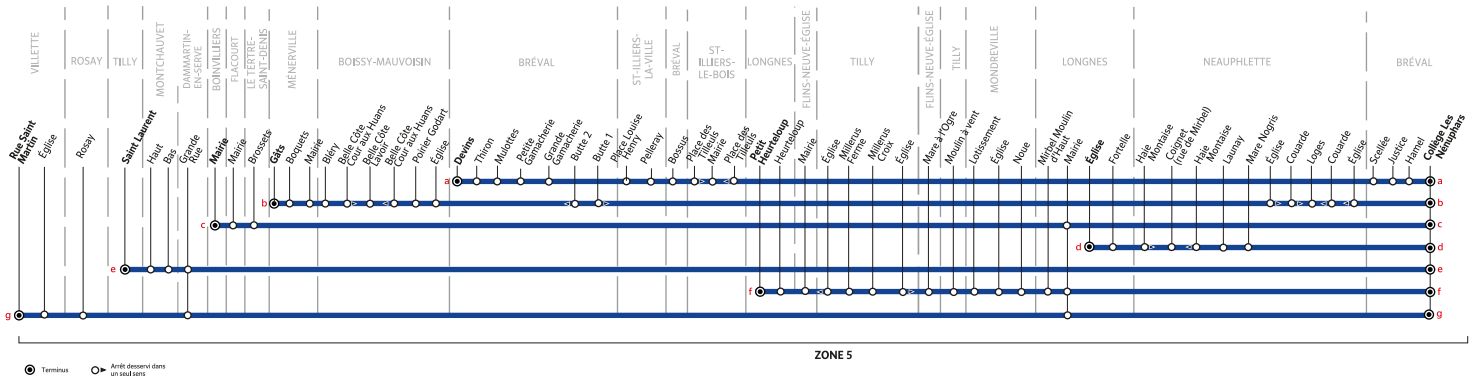 VILLETTE
ROSAY
TILLY
MONTCHAUVET
DAMMARTIN-
EN-SERVE
BOINVILLIERS
FLACOURT
LE TERTRE-
SAINT-DENIS
MÉNERVILLE
BOISSY-MAUVOISIN
BRÉVAL
ST-ILLIERS-
LA-VILLE
BRÉVAL
ST-
ILLIERS-
LE-BOIS
LONGNES
FLINS-NEUVE-ÉGLISE
TILLY
FLINS-NEUVE-ÉGLISE
TILLY
MONDREVILLE
LONGNES
NEAUPHLETTE
BRÉVAL
Rue Saint
Martin
Église
Rosay
Saint Laurent
Haut
Bas
Grande
Rue
Mairie
Mairie
Brossets
Gâts
Boquets
Mairie
Bléry
Belle Côte
Cour aux Huans
Belle Côte
Lavoir
Belle Côte
Cour aux Huans
Poirier Godart
Église
Devins
Thiron
Mulottes
Petite
Gamacherie
Grande
Gamacherie
Butte 2
Butte 1
Place Louise
Henry
Pelleray
Bossus
Place des
Tilleuls
Mairie
Place des
Tilleuls
Petit
Heurteloup
Heurteloup
Mairie
Église
Millerus
Ferme
Millerus
Croix
Église
Mare à l'Ogre
Moulin à vent
Lotissement
Église
Noue
Mirbel Moulin
d'Haut
Mairie
Église
Fortelle
Haie
Montaise
Coignet
(rue de Mirbel)
Haie
Montaise
Launay
Mare Nogris
Église
Couarde
Loges
Couarde
Église
Scellée
Justice
Hamel
Collège Les
Nénuphars
a a
b b
c c
d d
e e
f f
g g
ZONE 5
Terminus
Arrêt desservi dans
un seul sens